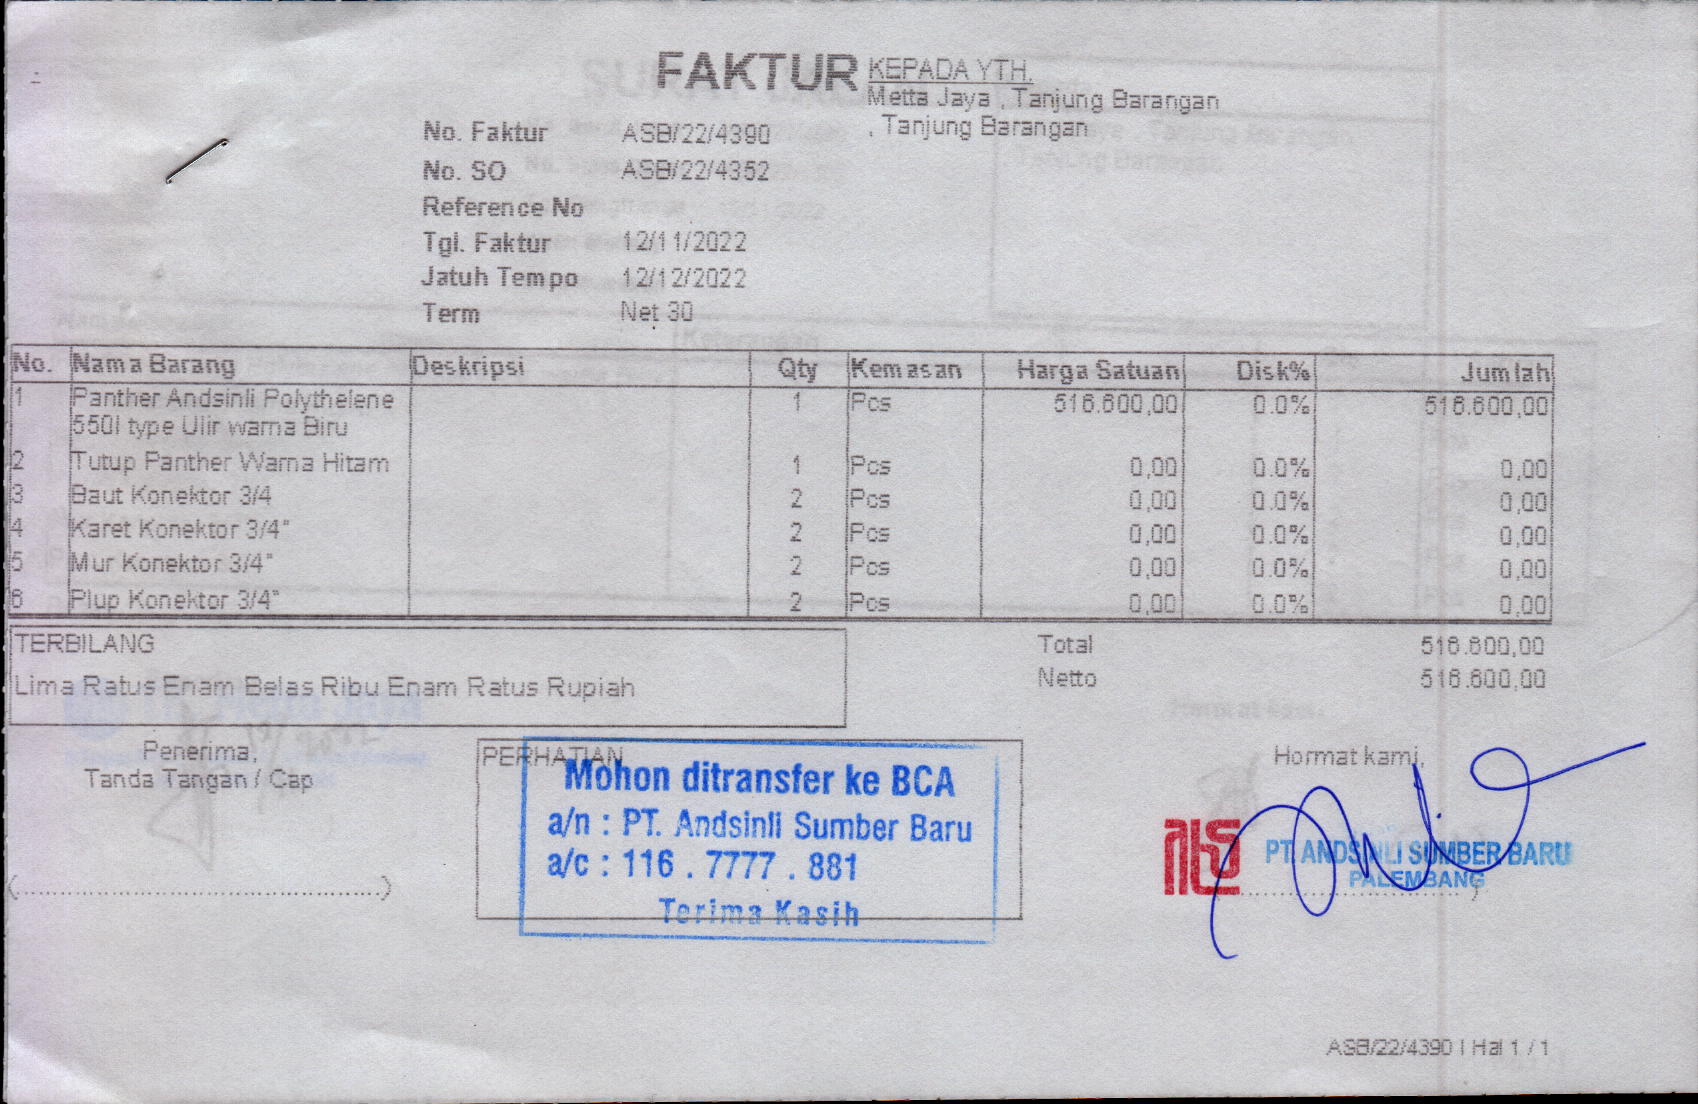 FAKTUR
KEPADA YTH.
Metta Jaya , Tanjung Barangan
, Tanjung Barangan
No. Faktur ASB/22/4390
No. SO ASB/22/4352
Reference No
Tgl. Faktur 12/11/2022
Jatuh Tempo 12/12/2022
Term Net 30
No. Nama Barang Deskripsi Qty Kemasan Harga Satuan Disk% Jumlah
1 Panther Andsinli Polythelene 1 Pcs 516.600,00 0.0% 516.600,00
550l type Ulir warna Biru
2 Tutup Panther Warna Hitam 1 Pcs 0,00 0.0% 0,00
3 Baut Konektor 3/4 2 Pcs 0,00 0.0% 0,00
4 Karet Konektor 3/4" 2 Pcs 0,00 0.0% 0,00
5 Mur Konektor 3/4" 2 Pcs 0,00 0.0% 0,00
6 Plup Konektor 3/4" 2 Pcs 0,00 0.0% 0,00
TERBILANG
Lima Ratus Enam Belas Ribu Enam Ratus Rupiah
Total 516.600,00
Netto 516.600,00
Penerima,
Tanda Tangan / Cap
(..........................................)
PERHATIAN
Mohon ditransfer ke BCA
a/n : PT. Andsinli Sumber Baru
a/c : 116 . 7777 . 881
Terima Kasih
Hormat kami,
PT. ANDSINLI SUMBER BARU
PALEMBANG
ASB/22/4390 | Hal 1 / 1